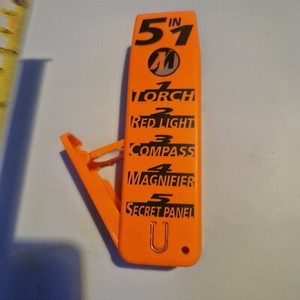 5 IN 1
M
1
TORCH
2
RED LIGHT
3
COMPASS
4
MAGNIFIER
5
SECRET PANEL